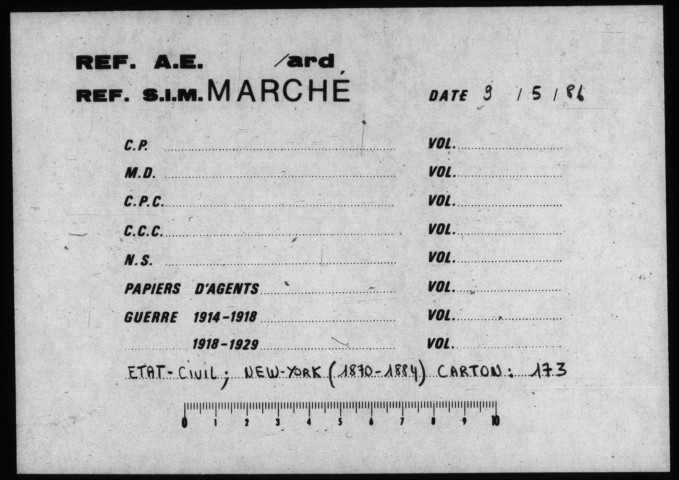 REF. A.E. /ard
REF. S.I.M. MARCHÉ DATE 9 / 5 / 86
C.P. VOL.
M.D. VOL.
C.P.C. VOL.
C.C.C. VOL.
N.S. VOL.
PAPIERS D'AGENTS VOL.
GUERRE 1914-1918 VOL.
1918-1929 VOL.
ETAT-CIVIL; NEW-YORK (1870-1884) CARTON: 173
0 1 2 3 4 5 6 7 8 9 10